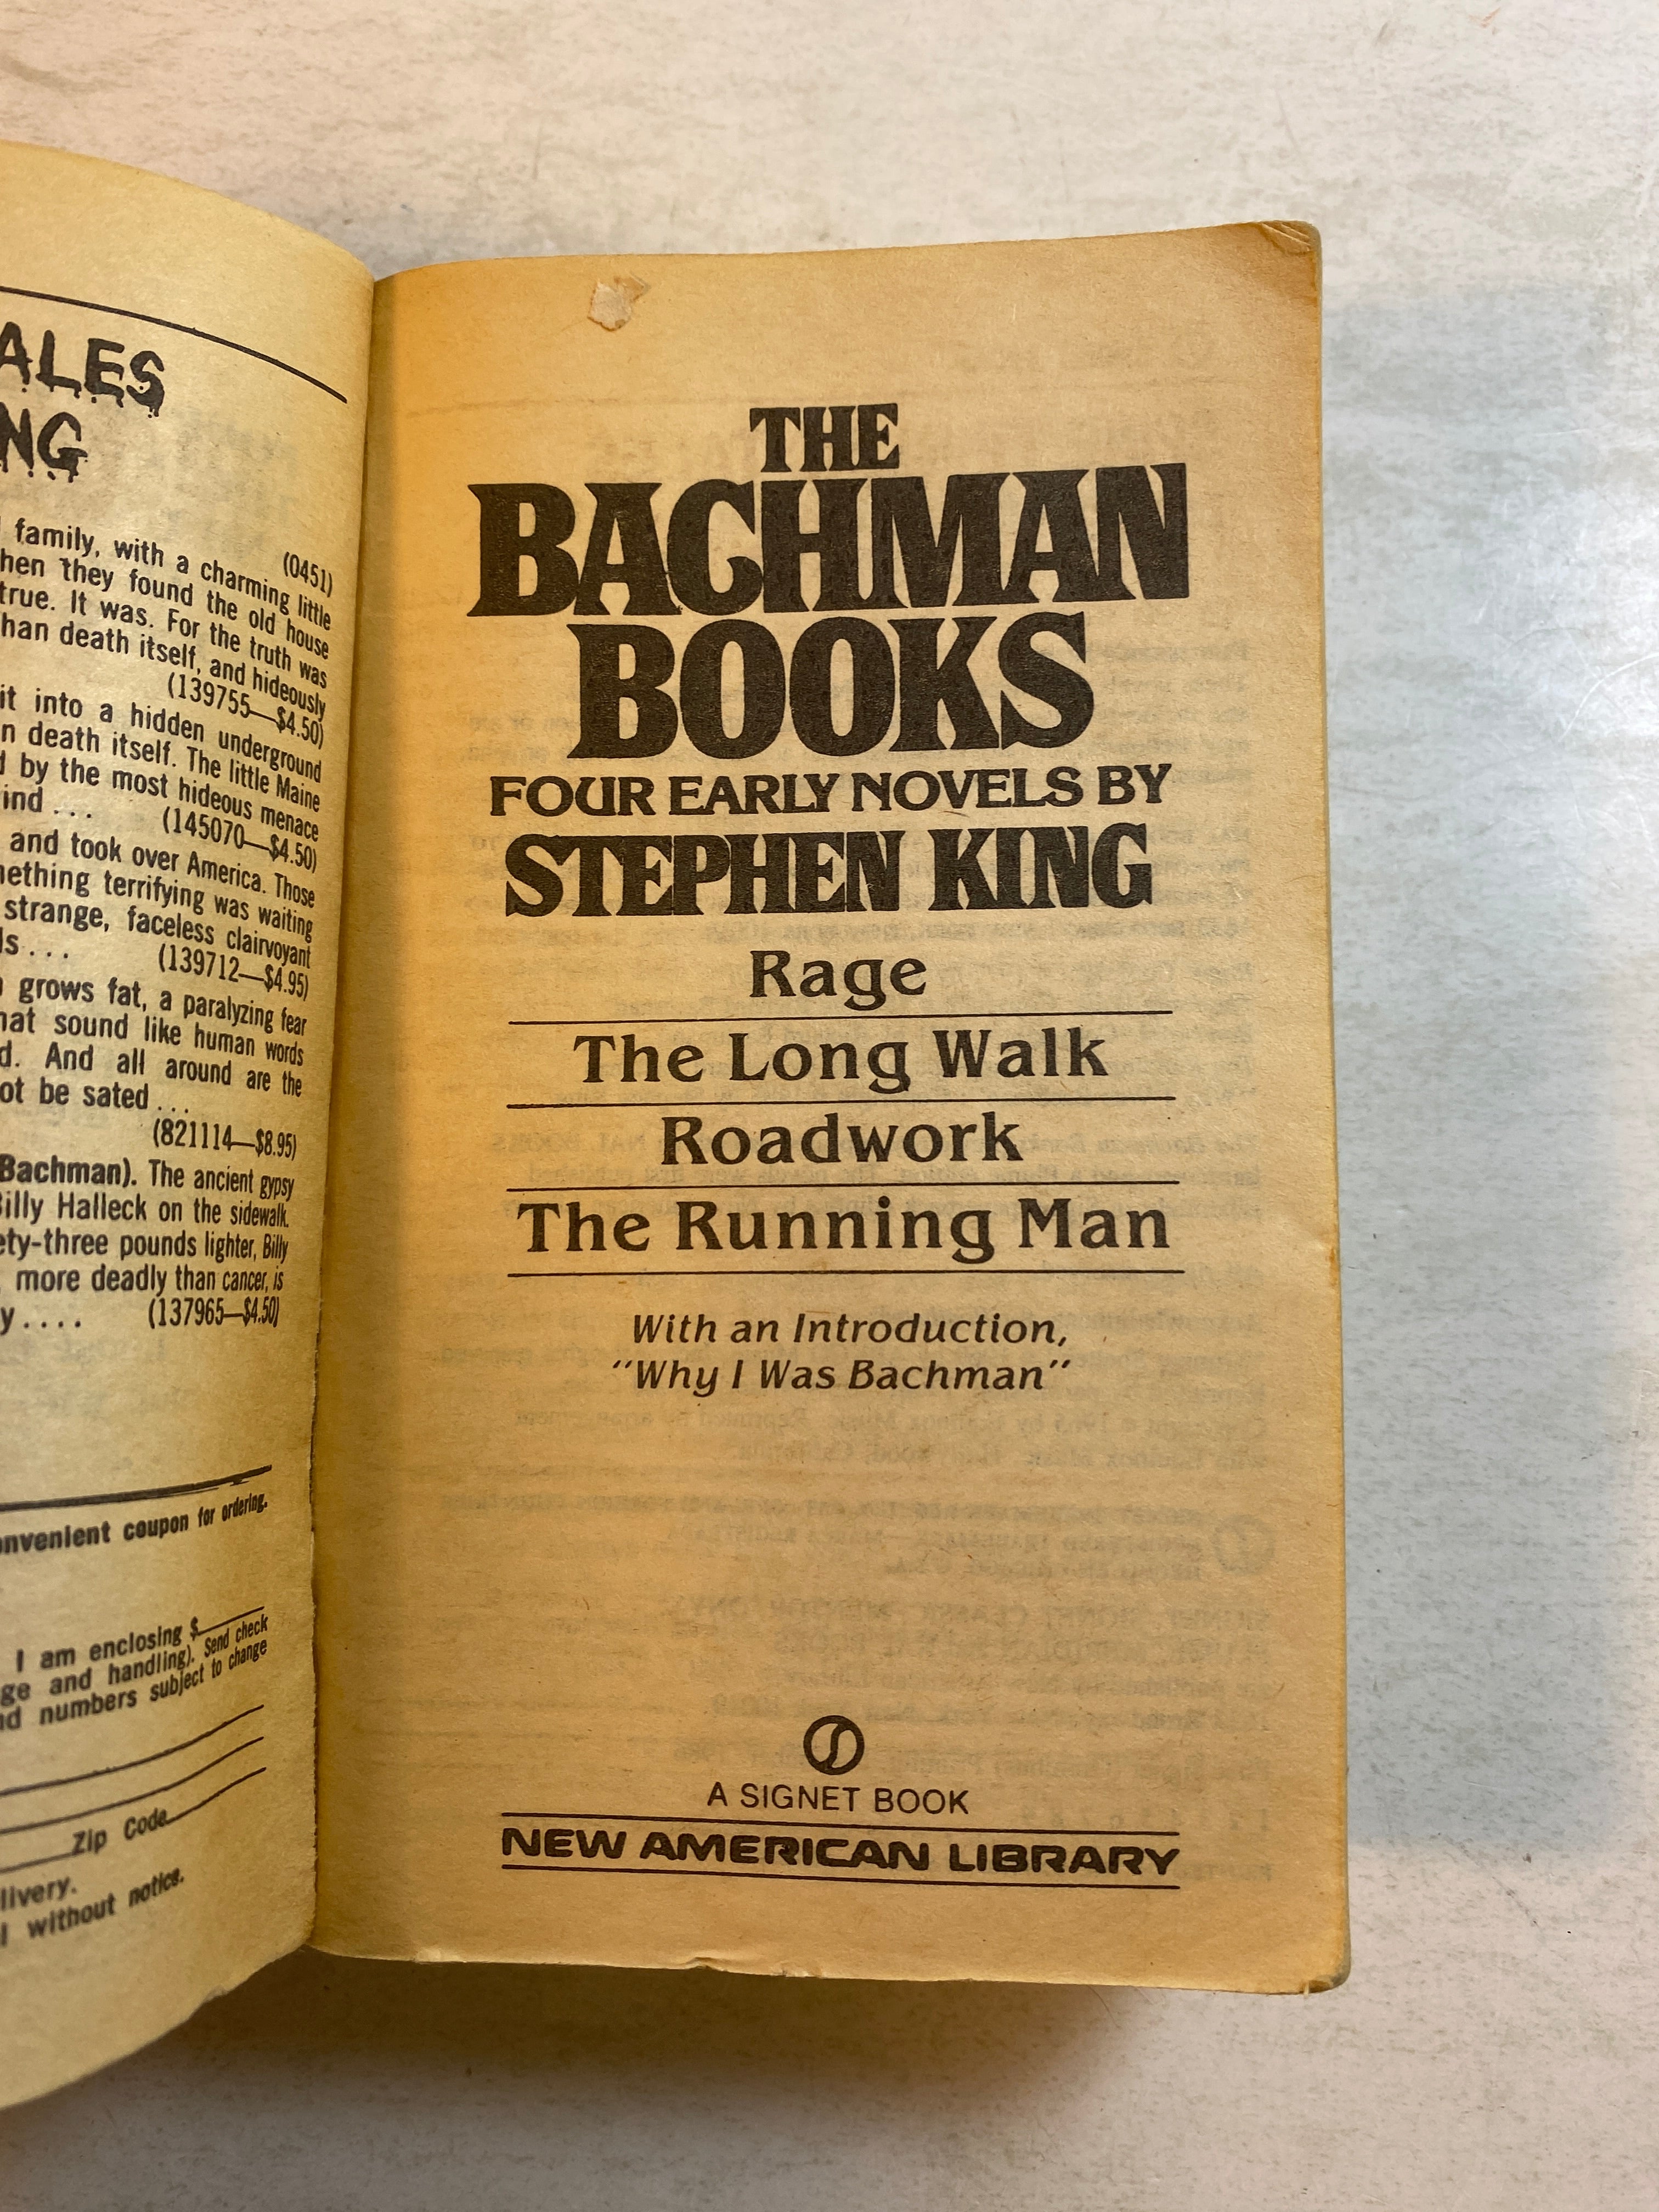 ALES
NG
(0451)
family, with a charming little
hen they found the old house
true. It was. For the truth was
han death itself, and hideously
(139755—$4.50)
it into a hidden underground
n death itself. The little Maine
d by the most hideous menace
ind ... (145070—$4.50)
and took over America. Those
mething terrifying was waiting
strange, faceless clairvoyant
ls ... (139712—$4.95)
grows fat, a paralyzing fear
hat sound like human words
d. And all around are the
ot be sated ...
(821114—$8.95)
Bachman). The ancient gypsy
Billy Halleck on the sidewalk.
ety-three pounds lighter, Billy
more deadly than cancer, is
y .... (137965—$4.50)
onvenient coupon for ordering.
I am enclosing $
ge and handling). Send check
nd numbers subject to change
Zip Code
livery.
l without notice.
THE
BACHMAN
BOOKS
FOUR EARLY NOVELS BY
STEPHEN KING
Rage
The Long Walk
Roadwork
The Running Man
With an Introduction,
"Why I Was Bachman"
A SIGNET BOOK
NEW AMERICAN LIBRARY